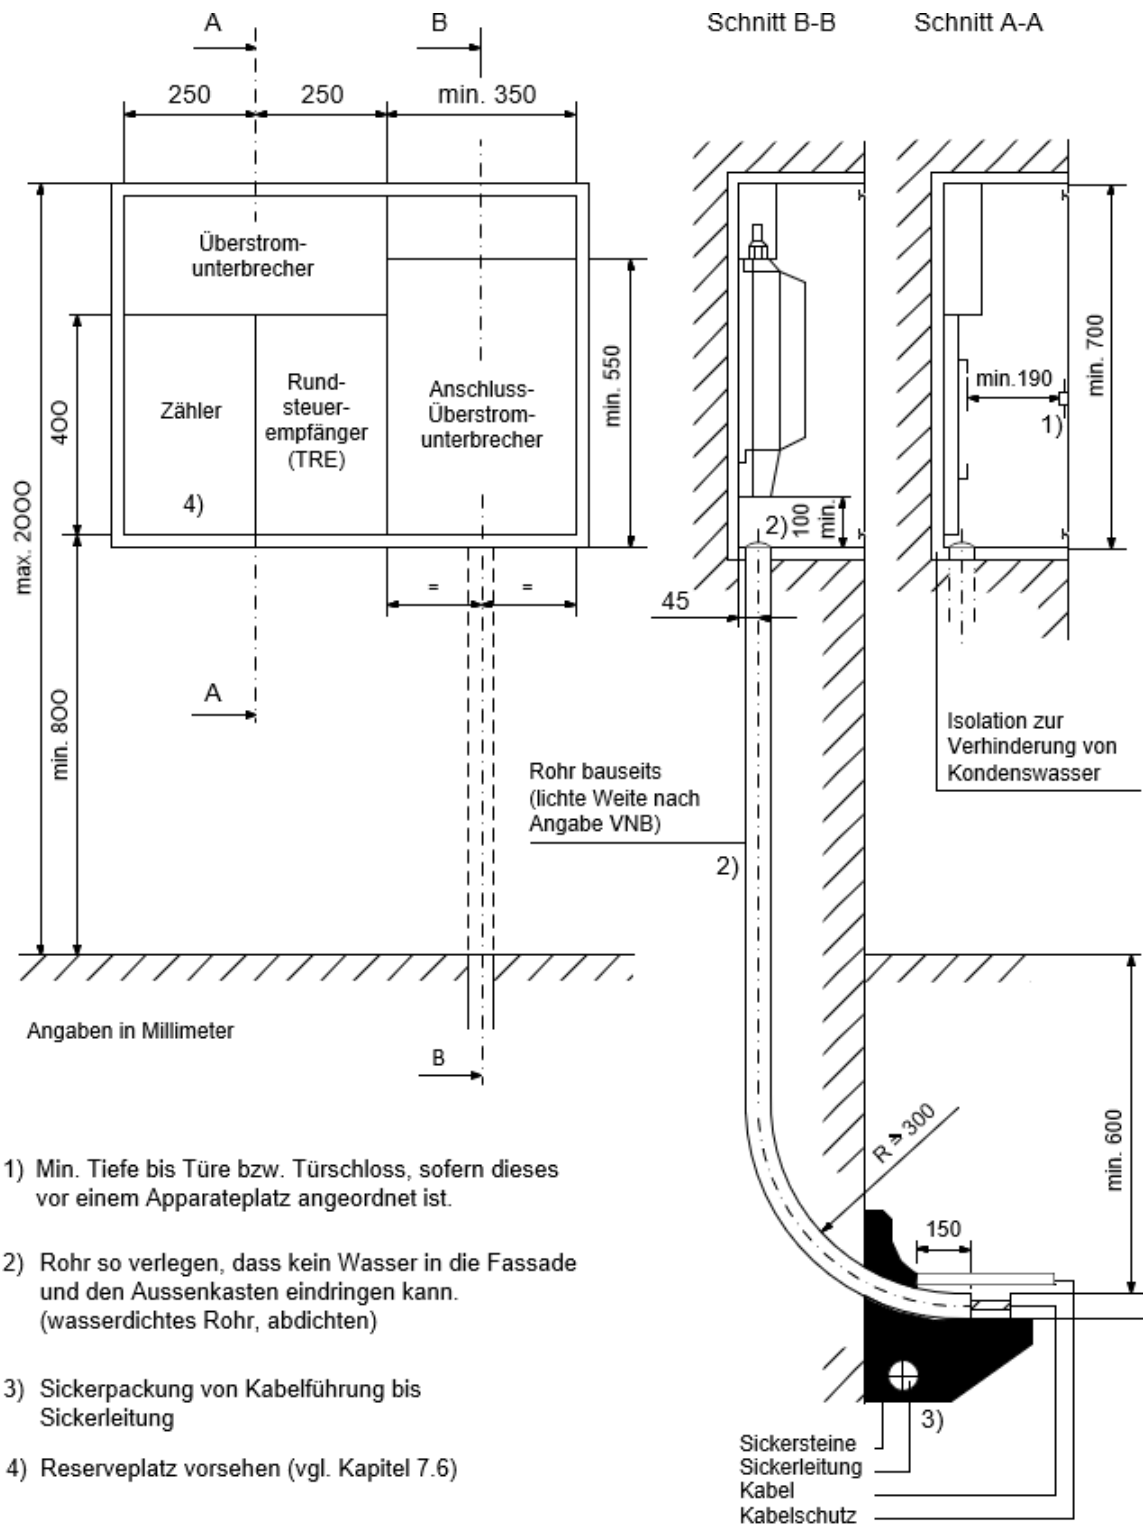 A
B
Schnitt B-B
Schnitt A-A
250
250
min. 350
Überstrom-
unterbrecher
Zähler
4)
Rund-
steuer-
empfänger
(TRE)
Anschluss-
Überstrom-
unterbrecher
400
max. 2000
min. 800
min. 550
=
=
A
B
min. 700
min.190
1)
2)
100
min.
45
Isolation zur
Verhinderung von
Kondenswasser
Rohr bauseits
(lichte Weite nach
Angabe VNB)
2)
Angaben in Millimeter
min. 600
150
3)
Sickersteine
Sickerleitung
Kabel
Kabelschutz
1) Min. Tiefe bis Türe bzw. Türschloss, sofern dieses
vor einem Apparateplatz angeordnet ist.
2) Rohr so verlegen, dass kein Wasser in die Fassade
und den Aussenkasten eindringen kann.
(wasserdichtes Rohr, abdichten)
3) Sickerpackung von Kabelführung bis
Sickerleitung
4) Reserveplatz vorsehen (vgl. Kapitel 7.6)
R 300